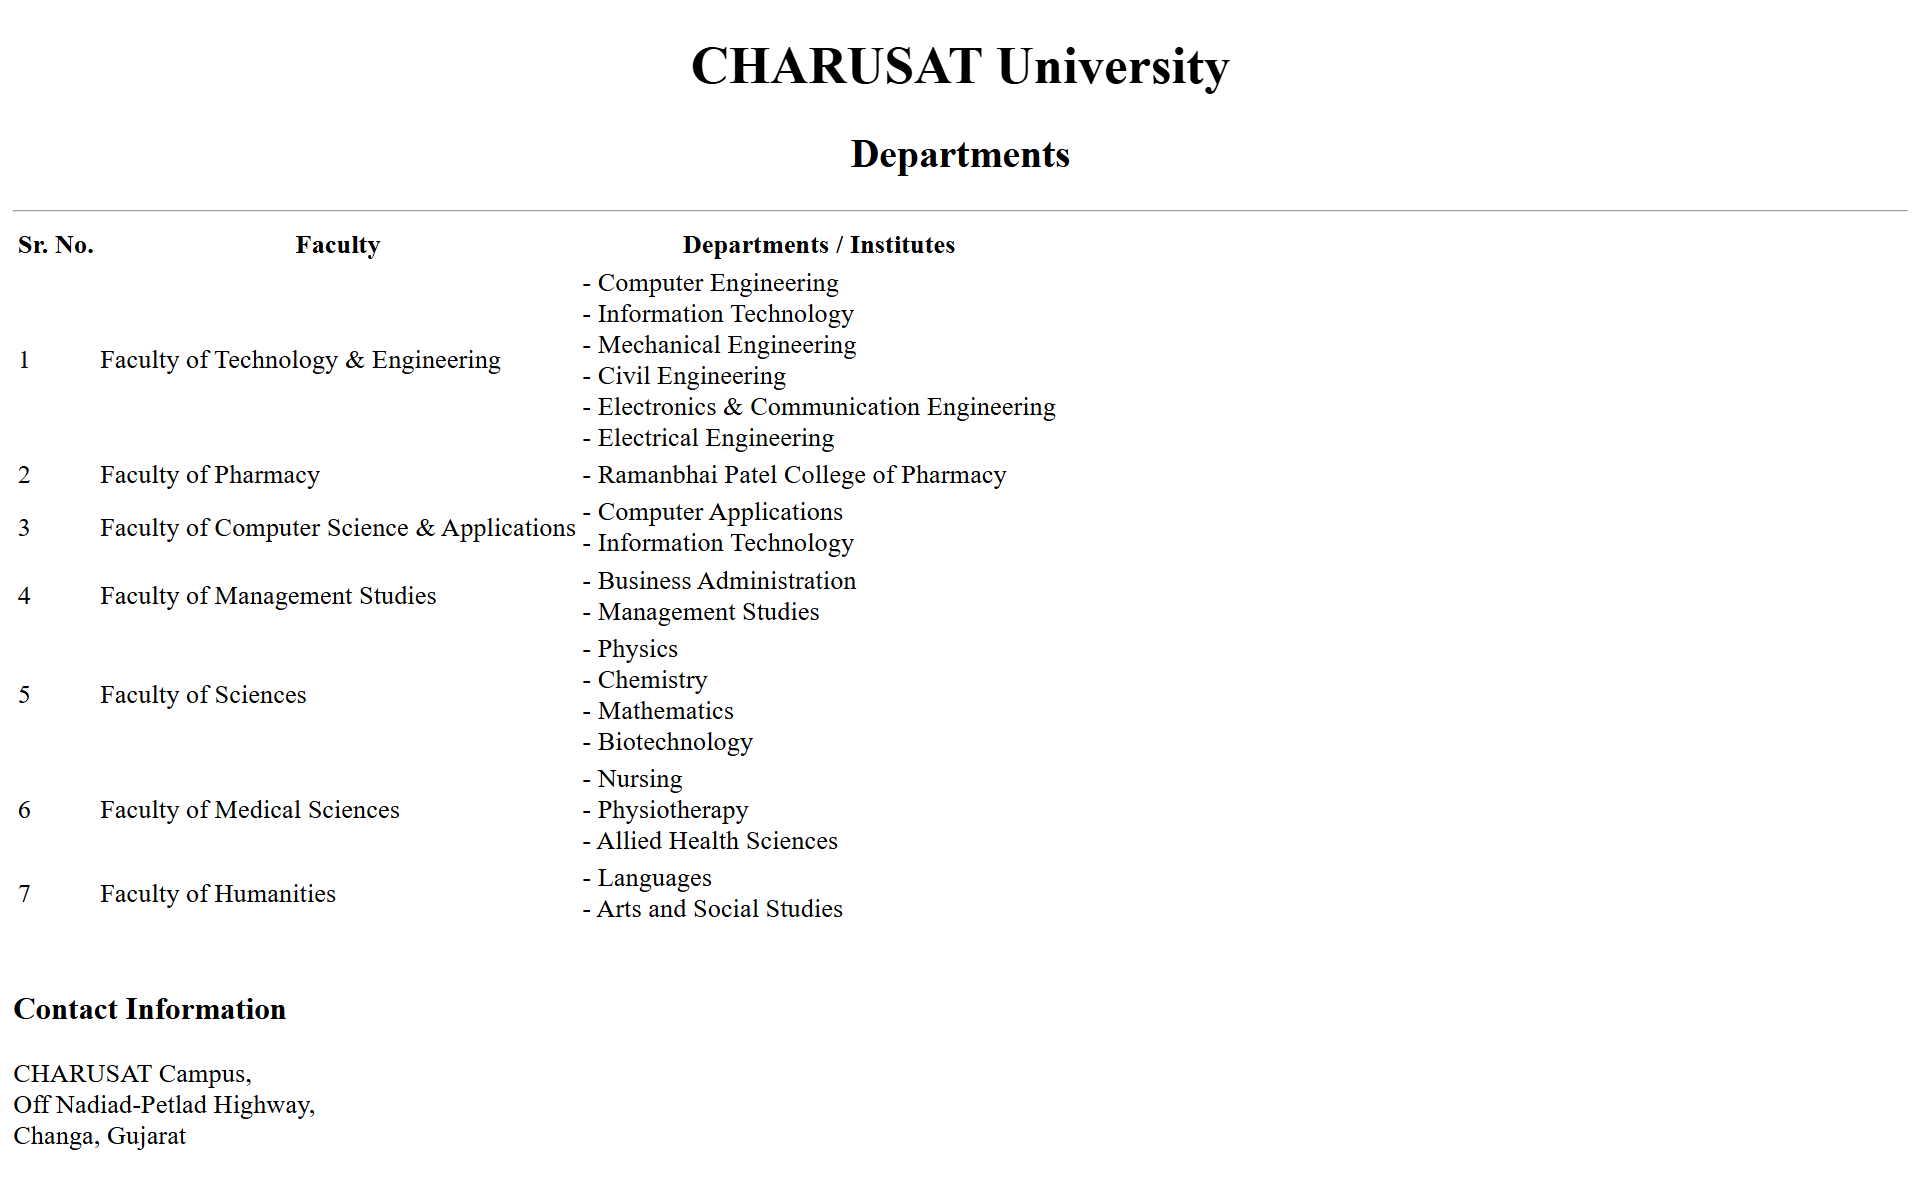 CHARUSAT University
Departments
Sr. No. Faculty Departments / Institutes
1 Faculty of Technology & Engineering
- Computer Engineering
- Information Technology
- Mechanical Engineering
- Civil Engineering
- Electronics & Communication Engineering
- Electrical Engineering
2 Faculty of Pharmacy - Ramanbhai Patel College of Pharmacy
3 Faculty of Computer Science & Applications
- Computer Applications
- Information Technology
4 Faculty of Management Studies
- Business Administration
- Management Studies
5 Faculty of Sciences
- Physics
- Chemistry
- Mathematics
- Biotechnology
6 Faculty of Medical Sciences
- Nursing
- Physiotherapy
- Allied Health Sciences
7 Faculty of Humanities
- Languages
- Arts and Social Studies
Contact Information
CHARUSAT Campus,
Off Nadiad-Petlad Highway,
Changa, Gujarat